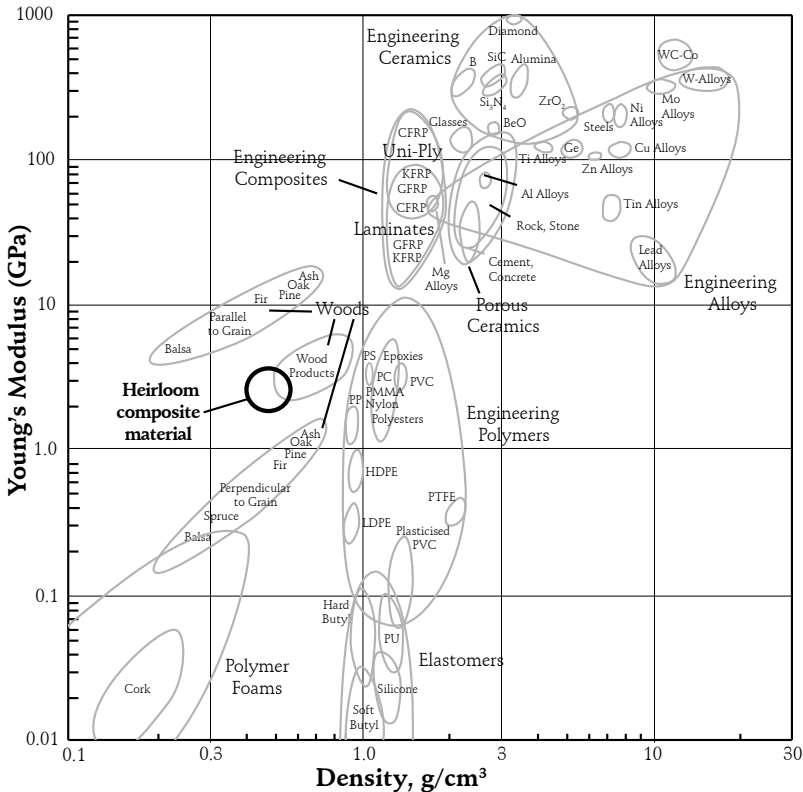 1000
100
10
1.0
0.1
0.01
Young's Modulus (GPa)
0.1
0.3
1.0
3
10
30
Density, g/cm³
Engineering
Ceramics
Diamond
B
SiC
Alumina
Si₃N₄
ZrO₂
BeO
Glasses
WC-Co
W-Alloys
Mo
Alloys
Ni
Alloys
Steels
Cu Alloys
Ge
Ti Alloys
Zn Alloys
Al Alloys
Tin Alloys
Rock, Stone
Lead
Alloys
Engineering
Alloys
Cement,
Concrete
Porous
Ceramics
Mg
Alloys
Engineering
Composites
CFRP
Uni-Ply
KFRP
GFRP
CFRP
Laminates
GFRP
KFRP
Ash
Oak
Pine
Fir
Parallel
to Grain
Balsa
Woods
Wood
Products
Heirloom
composite
material
Ash
Oak
Pine
Fir
Perpendicular
to Grain
Spruce
Balsa
PS
Epoxies
PC
PVC
PMMA
PP
Nylon
Polyesters
Engineering
Polymers
HDPE
PTFE
LDPE
Plasticised
PVC
Hard
Butyl
PU
Elastomers
Silicone
Soft
Butyl
Polymer
Foams
Cork